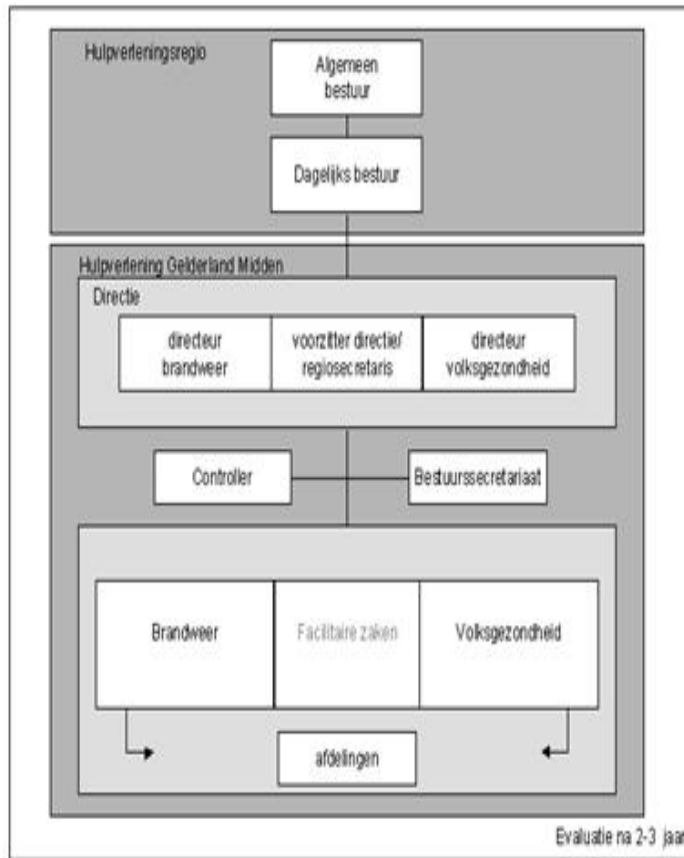 Hulpverleningsregio
Algemeen
bestuur
Dagelijks bestuur
Hulpverlening Gelderland Midden
Directie
directeur
brandweer
voorzitter directie/
regiosecretaris
directeur
volksgezondheid
Controller
Bestuurssecretariaat
Brandweer
Facilitaire zaken
Volksgezondheid
afdelingen
Evaluatie na 2-3 jaar